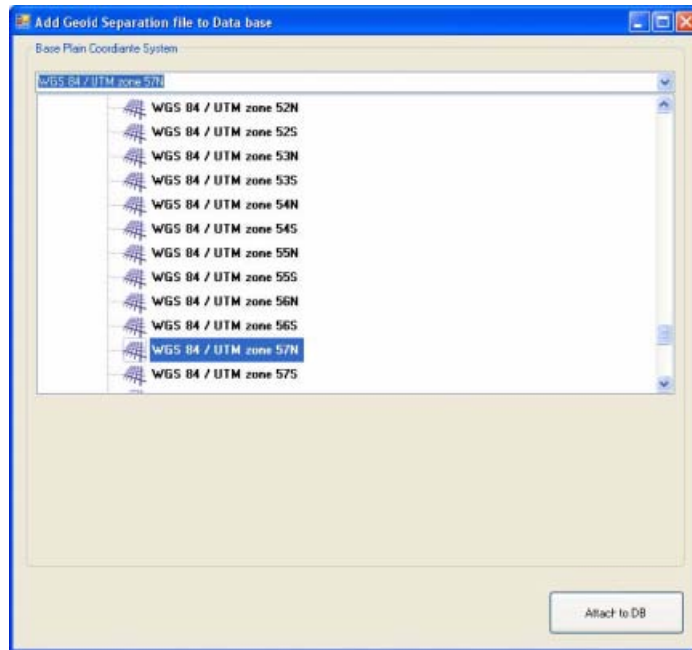 Add Geoid Separation file to Data base
Base Plain Coordiante System
WGS 84 / UTM zone 57N
WGS 84 / UTM zone 52N
WGS 84 / UTM zone 52S
WGS 84 / UTM zone 53N
WGS 84 / UTM zone 53S
WGS 84 / UTM zone 54N
WGS 84 / UTM zone 54S
WGS 84 / UTM zone 55N
WGS 84 / UTM zone 55S
WGS 84 / UTM zone 56N
WGS 84 / UTM zone 56S
WGS 84 / UTM zone 57N
WGS 84 / UTM zone 57S
Attach to DB